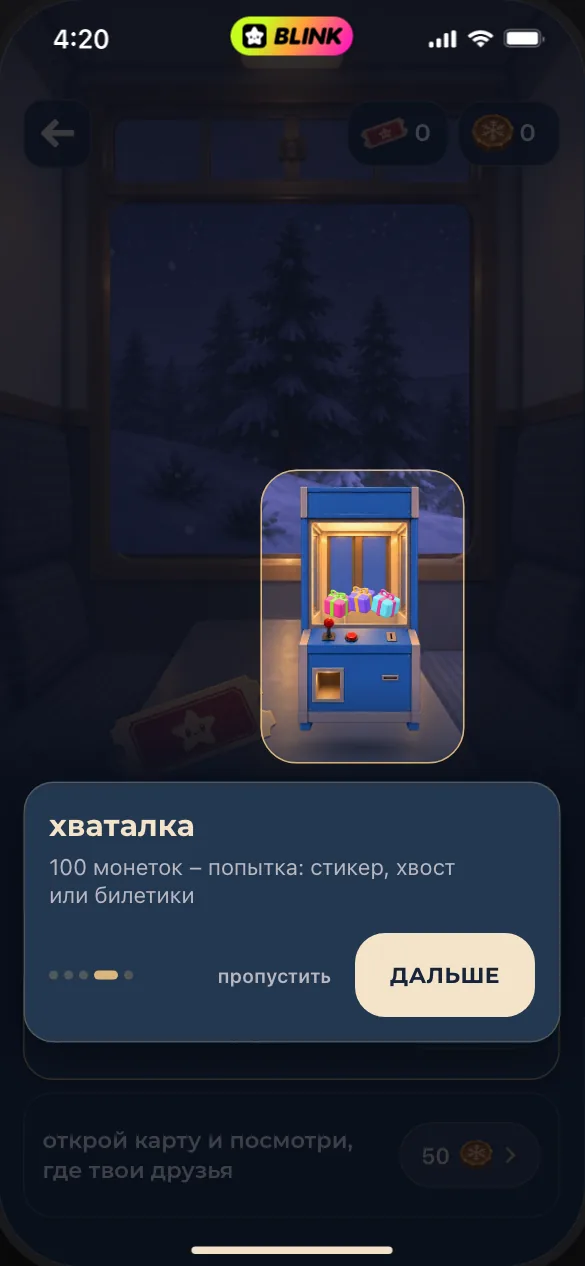 4:20
BLINK
0
0
хваталка
100 монеток – попытка: стикер, хвост
или билетики
пропустить
ДАЛЬШЕ
открой карту и посмотри,
где твои друзья
50